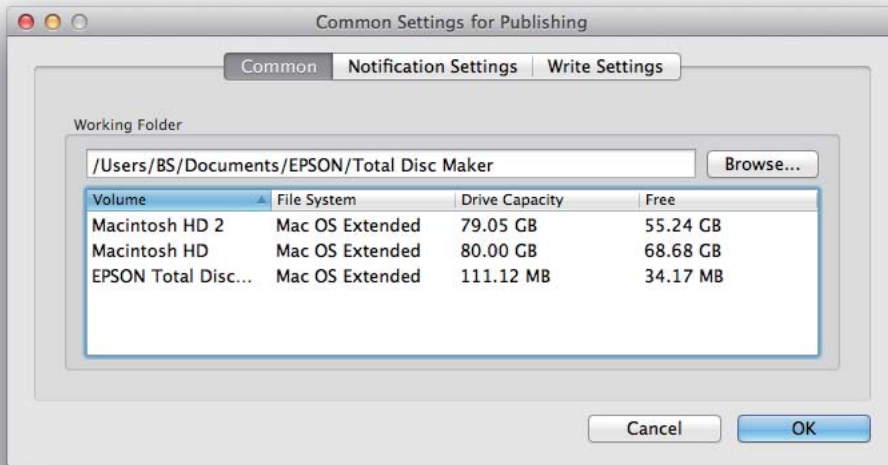 Common Settings for Publishing
Common Notification Settings Write Settings
Working Folder
/Users/BS/Documents/EPSON/Total Disc Maker Browse...
Volume File System Drive Capacity Free
Macintosh HD 2 Mac OS Extended 79.05 GB 55.24 GB
Macintosh HD Mac OS Extended 80.00 GB 68.68 GB
EPSON Total Disc... Mac OS Extended 111.12 MB 34.17 MB
Cancel OK